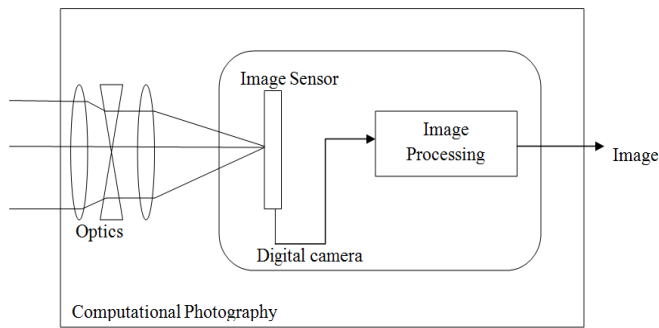 Image Sensor
Image
Processing
Image
Optics
Digital camera
Computational Photography